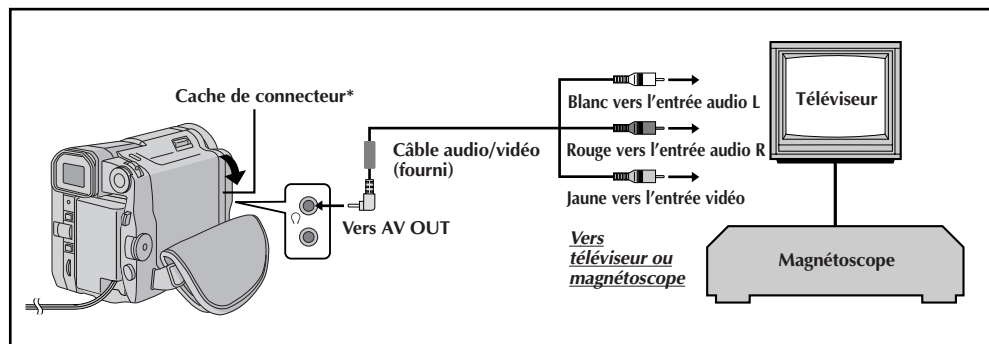 Cache de connecteur*
Câble audio/vidéo
(fourni)
Vers AV OUT
Blanc vers l'entrée audio L
Rouge vers l'entrée audio R
Jaune vers l'entrée vidéo
Vers
téléviseur ou
magnétoscope
Téléviseur
Magnétoscope